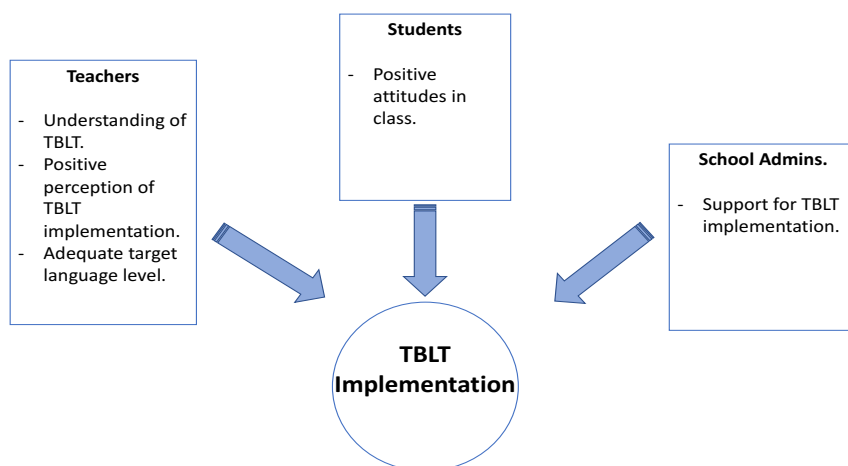 Teachers
- Understanding of
TBLT.
- Positive
perception of
TBLT
implementation.
- Adequate target
language level.
Students
- Positive
attitudes in
class.
School Admins.
- Support for TBLT
implementation.
TBLT
Implementation